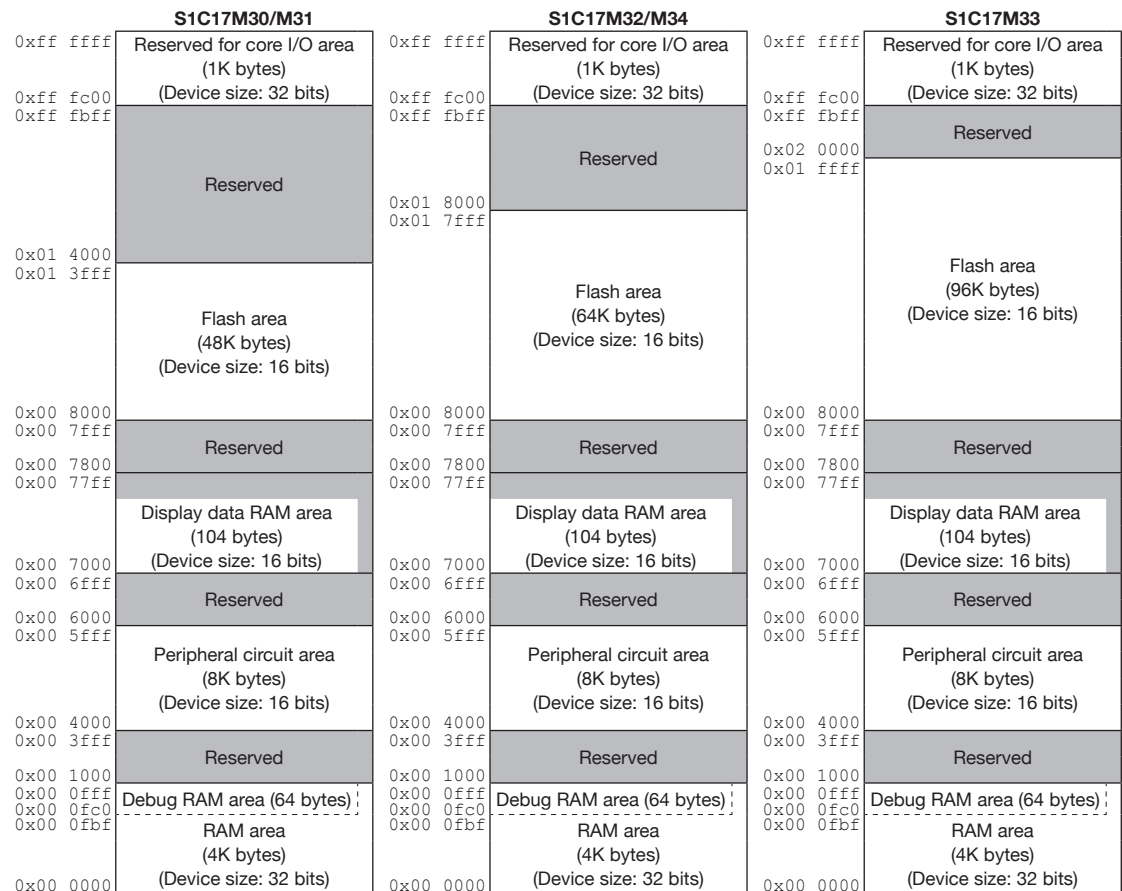 S1C17M30/M31
0xff ffff
Reserved for core I/O area
(1K bytes)
(Device size: 32 bits)
0xff fc00
0xff fbff
Reserved
0x01 4000
0x01 3fff
Flash area
(48K bytes)
(Device size: 16 bits)
0x00 8000
0x00 7fff
Reserved
0x00 7800
0x00 77ff
Display data RAM area
(104 bytes)
(Device size: 16 bits)
0x00 7000
0x00 6fff
Reserved
0x00 6000
0x00 5fff
Peripheral circuit area
(8K bytes)
(Device size: 16 bits)
0x00 4000
0x00 3fff
Reserved
0x00 1000
0x00 0fff
Debug RAM area (64 bytes)
0x00 0fc0
0x00 0fbf
RAM area
(4K bytes)
(Device size: 32 bits)
0x00 0000
S1C17M32/M34
0xff ffff
Reserved for core I/O area
(1K bytes)
(Device size: 32 bits)
0xff fc00
0xff fbff
Reserved
0x01 8000
0x01 7fff
Flash area
(64K bytes)
(Device size: 16 bits)
0x00 8000
0x00 7fff
Reserved
0x00 7800
0x00 77ff
Display data RAM area
(104 bytes)
(Device size: 16 bits)
0x00 7000
0x00 6fff
Reserved
0x00 6000
0x00 5fff
Peripheral circuit area
(8K bytes)
(Device size: 16 bits)
0x00 4000
0x00 3fff
Reserved
0x00 1000
0x00 0fff
Debug RAM area (64 bytes)
0x00 0fc0
0x00 0fbf
RAM area
(4K bytes)
(Device size: 32 bits)
0x00 0000
S1C17M33
0xff ffff
Reserved for core I/O area
(1K bytes)
(Device size: 32 bits)
0xff fc00
0xff fbff
Reserved
0x02 0000
0x01 ffff
Flash area
(96K bytes)
(Device size: 16 bits)
0x00 8000
0x00 7fff
Reserved
0x00 7800
0x00 77ff
Display data RAM area
(104 bytes)
(Device size: 16 bits)
0x00 7000
0x00 6fff
Reserved
0x00 6000
0x00 5fff
Peripheral circuit area
(8K bytes)
(Device size: 16 bits)
0x00 4000
0x00 3fff
Reserved
0x00 1000
0x00 0fff
Debug RAM area (64 bytes)
0x00 0fc0
0x00 0fbf
RAM area
(4K bytes)
(Device size: 32 bits)
0x00 0000